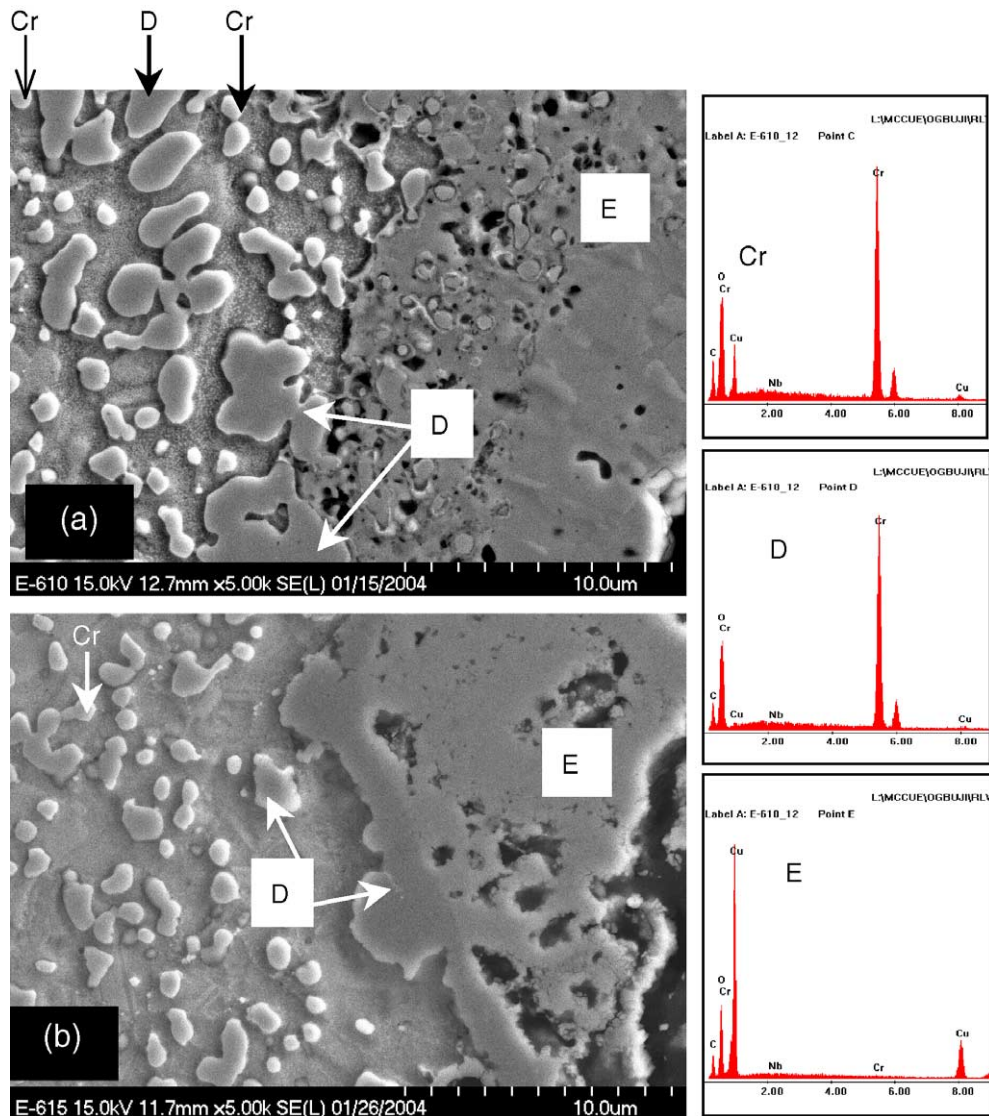 Cr D Cr
E
D
(a)
E-610 15.0kV 12.7mm x5.00k SE(L) 01/15/2004 10.0um
Cr
E
D
(b)
E-615 15.0kV 11.7mm x5.00k SE(L) 01/26/2004 10.0um
L:\MCCUE\OGBUJI\RL
Label A: E-610_12 Point C
Cr
Cr
O
Cr
Cu
C
Nb
Cu
2.00 4.00 6.00 8.00
L:\MCCUE\OGBUJI\RL
Label A: E-610_12 Point D
Cr
D
O
Cr
C
Cu
Nb
Cu
2.00 4.00 6.00 8.00
L:\MCCUE\OGBUJI\RLV
Label A: E-610_12 Point E
Cu
E
O
Cr
Cu
C
Nb
Cr
2.00 4.00 6.00 8.00